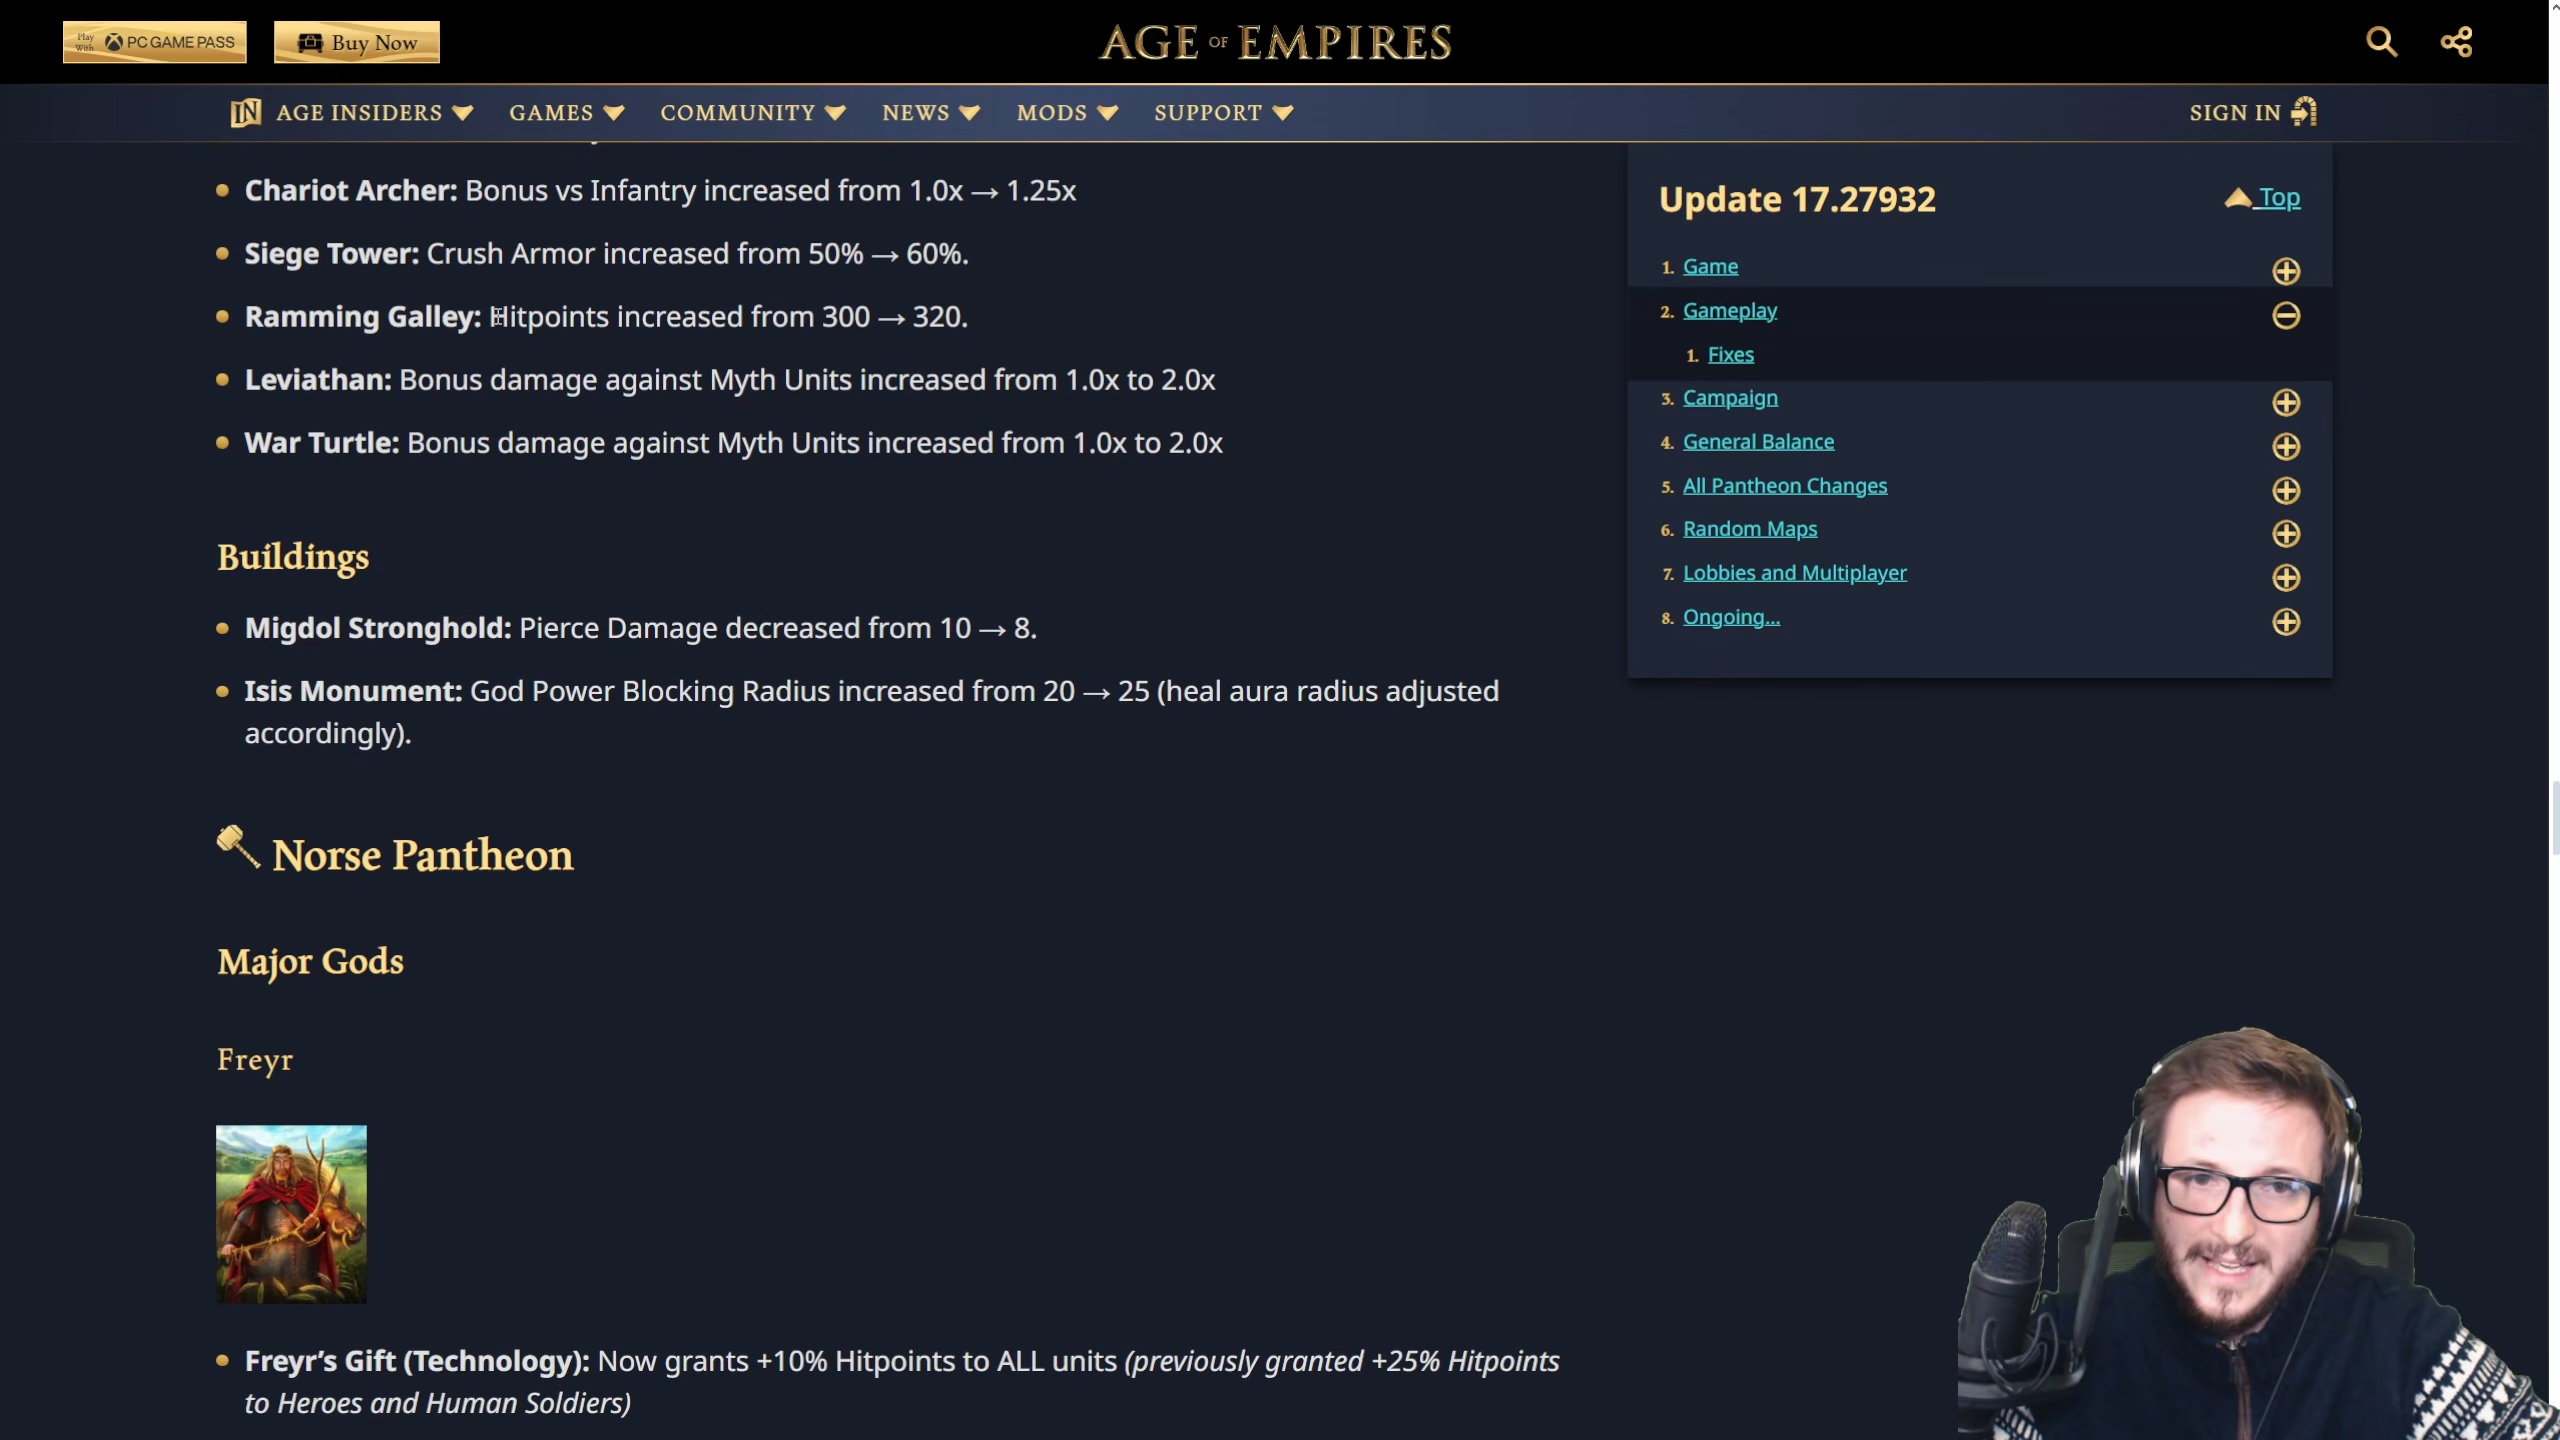 Play With PC GAME PASS
Buy Now
AGE OF EMPIRES
IN AGE INSIDERS
GAMES
COMMUNITY
NEWS
MODS
SUPPORT
SIGN IN
Chariot Archer: Bonus vs Infantry increased from 1.0x → 1.25x
Siege Tower: Crush Armor increased from 50% → 60%.
Ramming Galley: Hitpoints increased from 300 → 320.
Leviathan: Bonus damage against Myth Units increased from 1.0x to 2.0x
War Turtle: Bonus damage against Myth Units increased from 1.0x to 2.0x
Buildings
Migdol Stronghold: Pierce Damage decreased from 10 → 8.
Isis Monument: God Power Blocking Radius increased from 20 → 25 (heal aura radius adjusted
accordingly).
Norse Pantheon
Major Gods
Freyr
Freyr’s Gift (Technology): Now grants +10% Hitpoints to ALL units (previously granted +25% Hitpoints
to Heroes and Human Soldiers)
Update 17.27932
Top
1. Game
2. Gameplay
1. Fixes
3. Campaign
4. General Balance
5. All Pantheon Changes
6. Random Maps
7. Lobbies and Multiplayer
8. Ongoing...